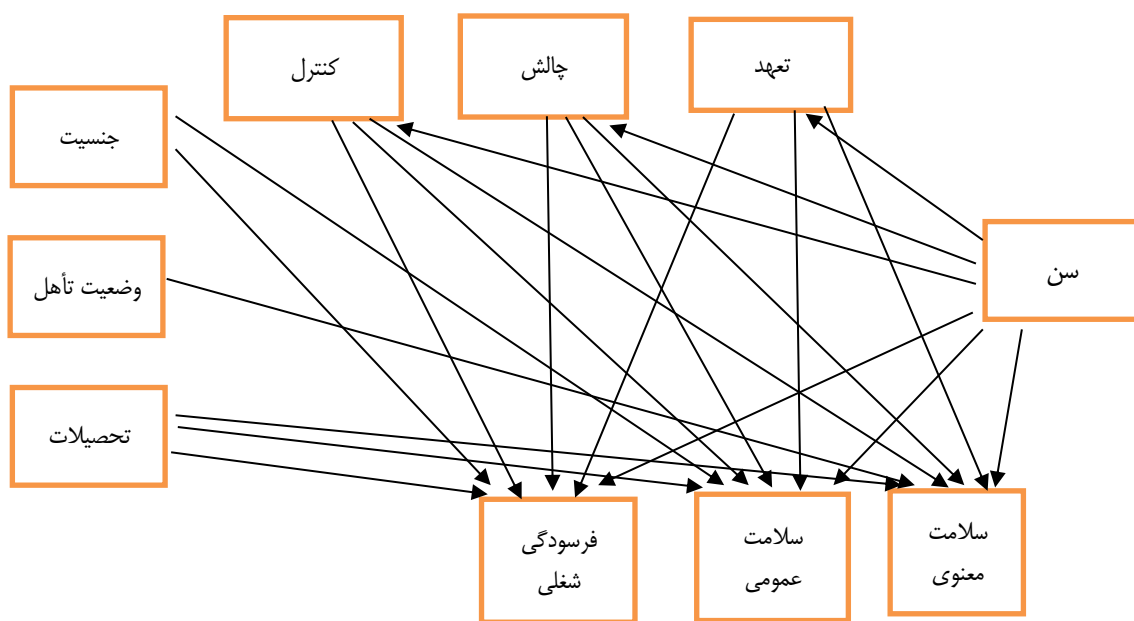 تعهد
چالش
کنترل
جنسیت
وضعیت تأهل
سن
تحصیلات
فرسودگی
شغلی
سلامت
عمومی
سلامت
معنوی